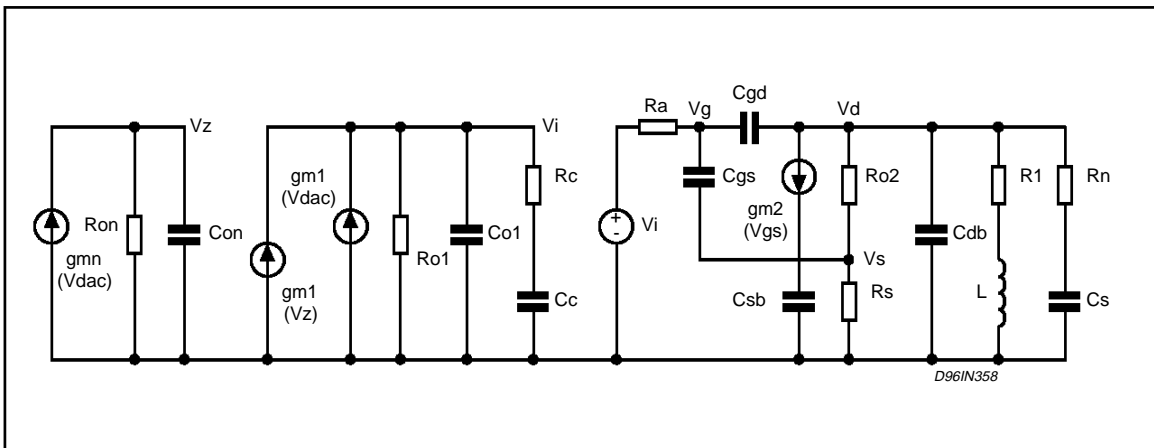 Vz
Ron
gmn
(Vdac)
Con
gm1
(Vdac)
gm1
(Vz)
Ro1
Co1
Vi
Rc
Cc
Ra
Vg
Cgd
Vd
Cgs
gm2
(Vgs)
Ro2
Vi
Vs
Csb
Rs
Cdb
R1
L
Rn
Cs
D96IN358
+
-